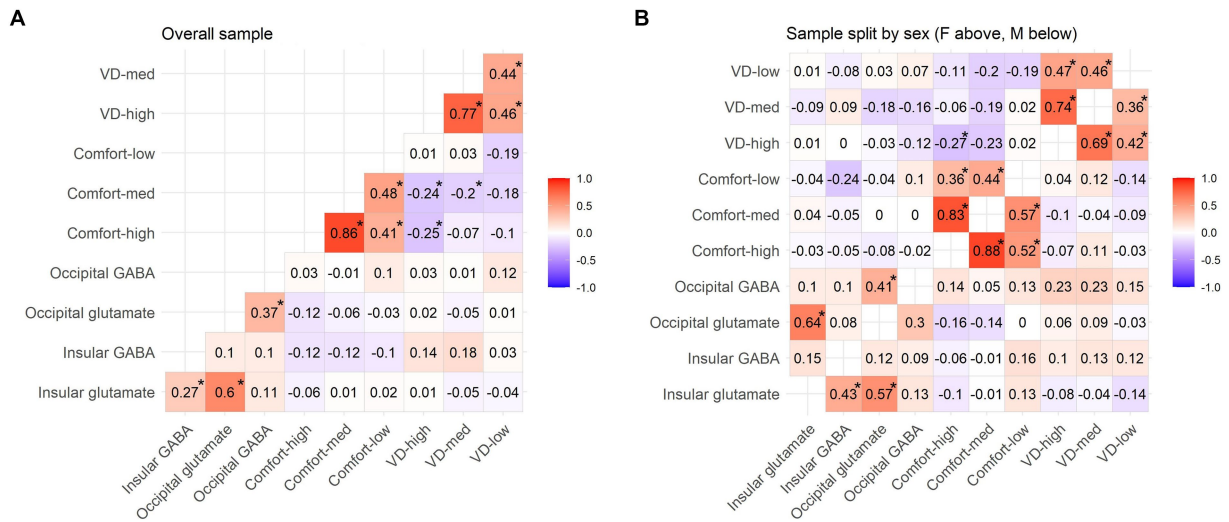 A
Overall sample
VD-med 0.44*
VD-high 0.77* 0.46*
Comfort-low 0.01 0.03 -0.19
Comfort-med 0.48* -0.24* -0.2* -0.18
Comfort-high 0.86* 0.41* -0.25* -0.07 -0.1
Occipital GABA 0.03 -0.01 0.1 0.03 0.01 0.12
Occipital glutamate 0.37* -0.12 -0.06 -0.03 0.02 -0.05 0.01
Insular GABA 0.1 0.1 -0.12 -0.12 -0.1 0.14 0.18 0.03
Insular glutamate 0.27* 0.6* 0.11 -0.06 0.01 0.02 0.01 -0.05 -0.04
Insular GABA
Occipital glutamate
Occipital GABA
Comfort-high
Comfort-med
Comfort-low
VD-high
VD-med
VD-low
1.0
0.5
0.0
-0.5
-1.0
B
Sample split by sex (F above, M below)
VD-low 0.01 -0.08 0.03 0.07 -0.11 -0.2 -0.19 0.47* 0.46*
VD-med -0.09 0.09 -0.18 -0.16 -0.06 -0.19 0.02 0.74* 0.36*
VD-high 0.01 0 -0.03 -0.12 -0.27* -0.23 0.02 0.69* 0.42*
Comfort-low -0.04 -0.24 -0.04 0.1 0.36* 0.44* 0.04 0.12 -0.14
Comfort-med 0.04 -0.05 0 0 0.83* 0.57* -0.1 -0.04 -0.09
Comfort-high -0.03 -0.05 -0.08 -0.02 0.88* 0.52* -0.07 0.11 -0.03
Occipital GABA 0.1 0.1 0.41* 0.14 0.05 0.13 0.23 0.23 0.15
Occipital glutamate 0.64* 0.08 0.3 -0.16 -0.14 0 0.06 0.09 -0.03
Insular GABA 0.15 0.12 0.09 -0.06 -0.01 0.16 0.1 0.13 0.12
Insular glutamate 0.43* 0.57* 0.13 -0.1 -0.01 0.13 -0.08 -0.04 -0.14
Insular glutamate
Insular GABA
Occipital glutamate
Occipital GABA
Comfort-high
Comfort-med
Comfort-low
VD-high
VD-med
VD-low
1.0
0.5
0.0
-0.5
-1.0